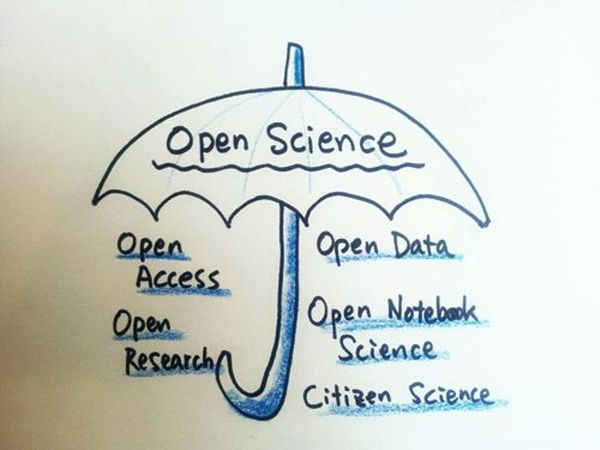 Open Science
Open
Access
Open
Research
Open Data
Open Notebook
Science
Citizen Science